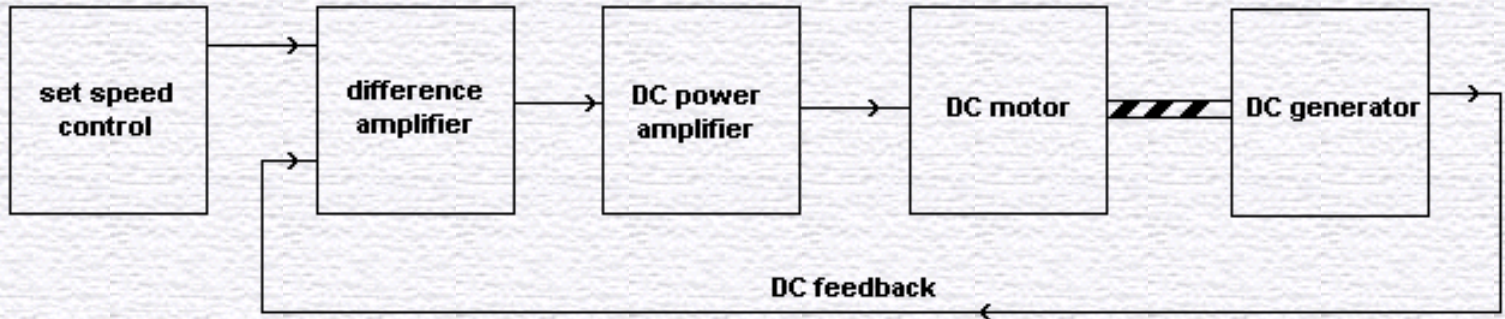 set speed
control
difference
amplifier
DC power
amplifier
DC motor
DC generator
DC feedback